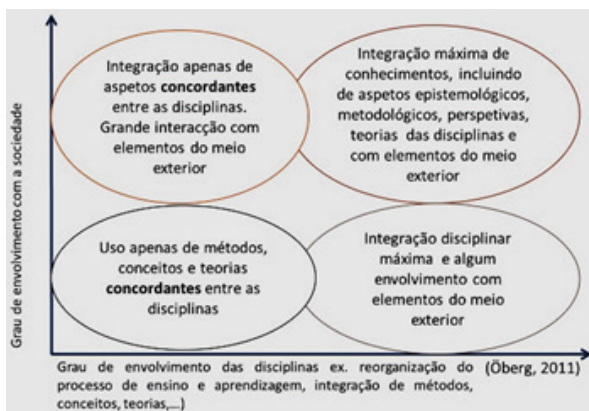 Grau de envolvimento com a sociedade
Integração apenas de
aspetos concordantes
entre as disciplinas.
Grande interacção com
elementos do meio
exterior
Integração máxima de
conhecimentos, incluindo
de aspetos epistemológicos,
metodológicos, perspetivas,
teorias das disciplinas e
com elementos do meio
exterior
Uso apenas de métodos,
conceitos e teorias
concordantes entre as
disciplinas
Integração disciplinar
máxima e algum
envolvimento com
elementos do meio
exterior
Grau de envolvimento das disciplinas ex. reorganização do (Öberg, 2011)
processo de ensino e aprendizagem, integração de métodos,
conceitos, teorias,...)